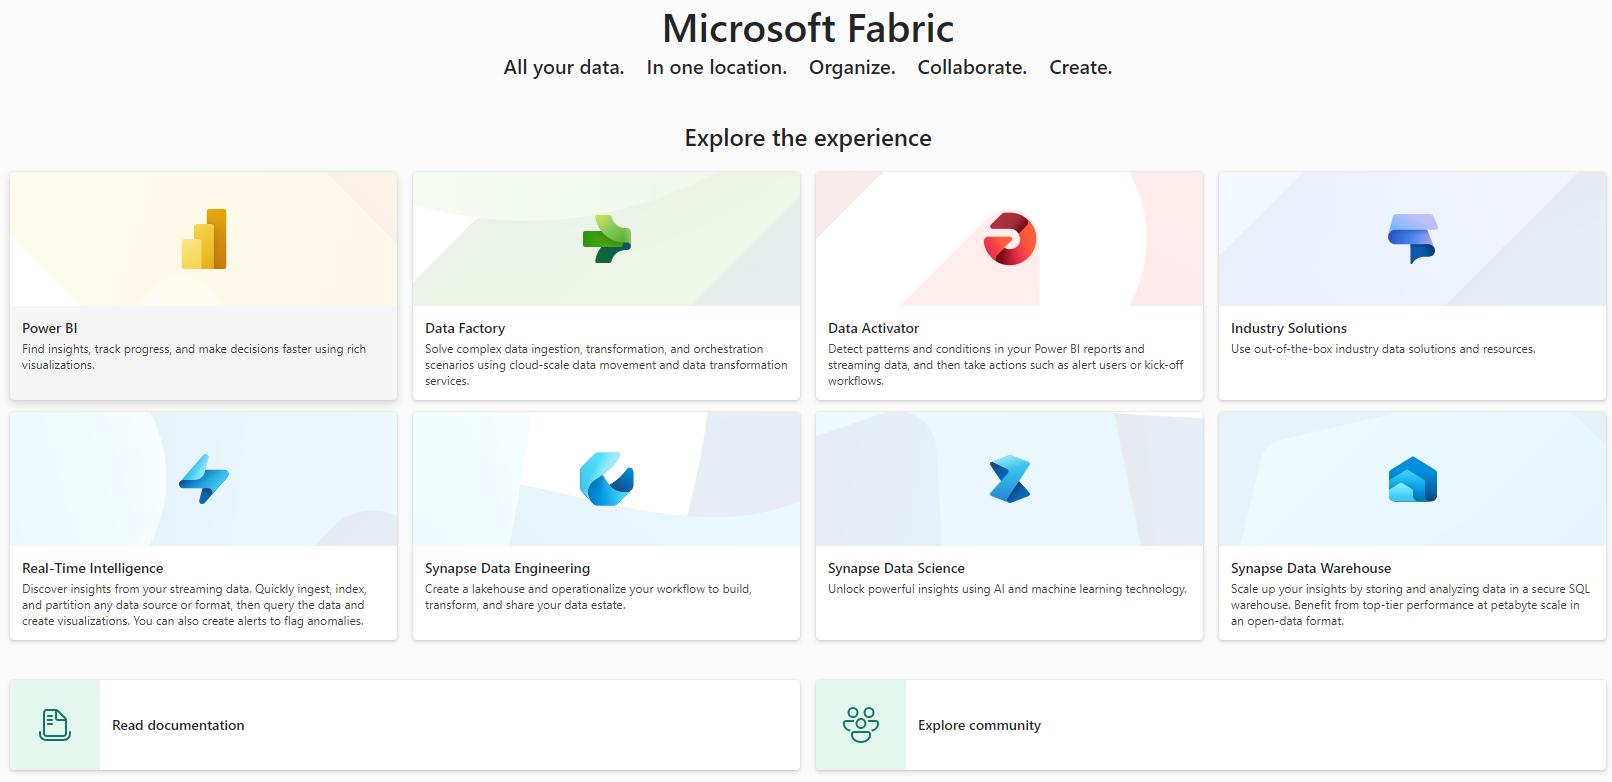 Microsoft Fabric
All your data. In one location. Organize. Collaborate. Create.
Explore the experience
Power BI
Find insights, track progress, and make decisions faster using rich
visualizations.
Data Factory
Solve complex data ingestion, transformation, and orchestration
scenarios using cloud-scale data movement and data transformation
services.
Data Activator
Detect patterns and conditions in your Power BI reports and
streaming data, and then take actions such as alert users or kick-off
workflows.
Industry Solutions
Use out-of-the-box industry data solutions and resources.
Real-Time Intelligence
Discover insights from your streaming data. Quickly ingest, index,
and partition any data source or format, then query the data and
create visualizations. You can also create alerts to flag anomalies.
Synapse Data Engineering
Create a lakehouse and operationalize your workflow to build,
transform, and share your data estate.
Synapse Data Science
Unlock powerful insights using AI and machine learning technology.
Synapse Data Warehouse
Scale up your insights by storing and analyzing data in a secure SQL
warehouse. Benefit from top-tier performance at petabyte scale in
an open-data format.
Read documentation
Explore community